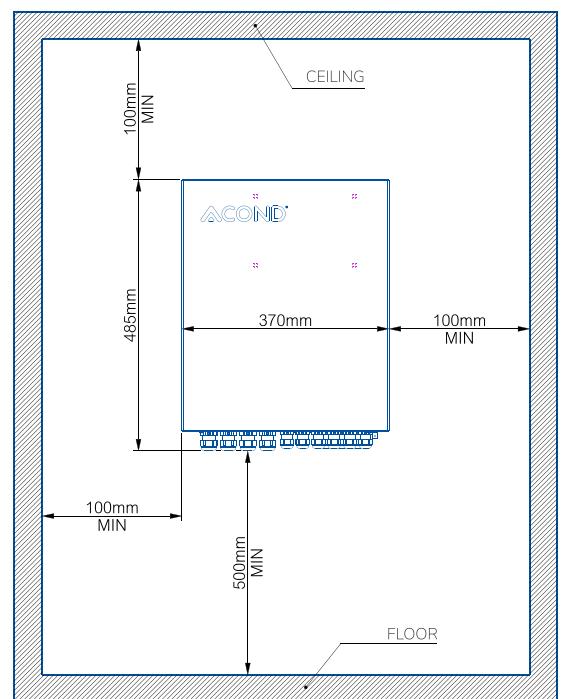 CEILING
100mm
MIN
ACOND
485mm
370mm
100mm
MIN
100mm
MIN
500mm
MIN
FLOOR